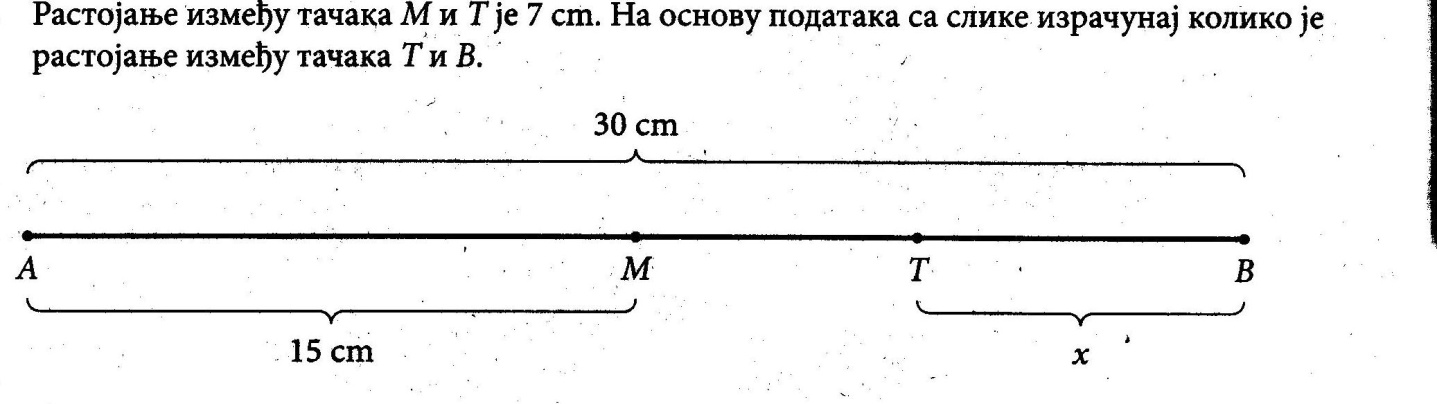 Растојање између тачака M и T је 7 cm. На основу података са слике израчунај колико је
растојање између тачака T и B.
30 cm
A M T B
15 cm x